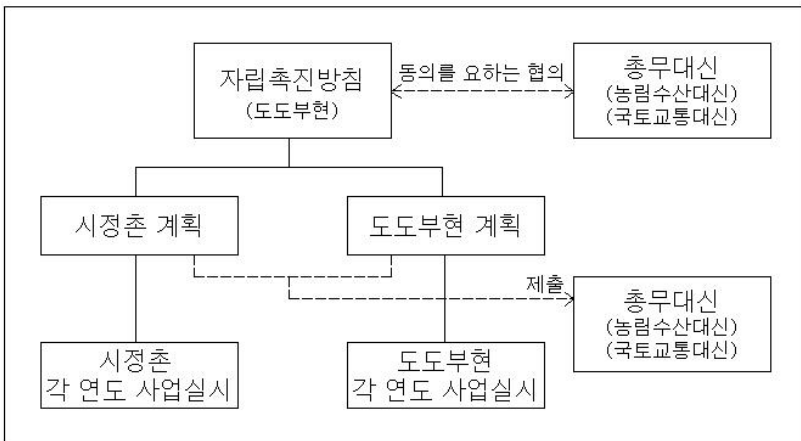 자립촉진방침
(도도부현)
동의를 요하는 협의
총무대신
(농림수산대신)
(국토교통대신)
시정촌 계획
도도부현 계획
제출
총무대신
(농림수산대신)
(국토교통대신)
시정촌
각 연도 사업실시
도도부현
각 연도 사업실시